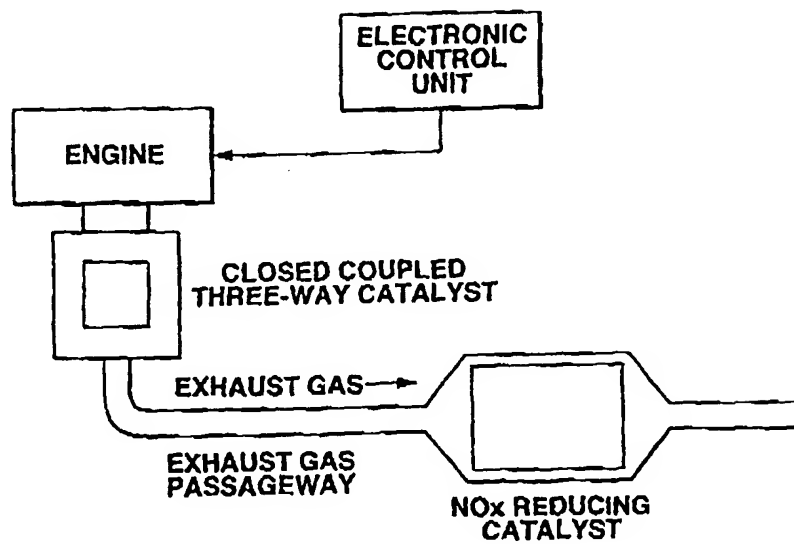 ELECTRONIC
CONTROL
UNIT
ENGINE
CLOSED COUPLED
THREE-WAY CATALYST
EXHAUST GAS
EXHAUST GAS
PASSAGEWAY
NOx REDUCING
CATALYST